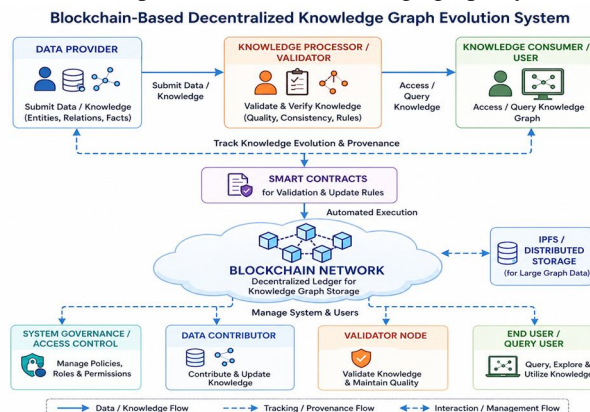 Blockchain-Based Decentralized Knowledge Graph Evolution System
DATA PROVIDER
Submit Data / Knowledge
(Entities, Relations, Facts)
Submit Data /
Knowledge
KNOWLEDGE PROCESSOR /
VALIDATOR
Validate & Verify Knowledge
(Quality, Consistency, Rules)
Access /
Query
Knowledge
KNOWLEDGE CONSUMER /
USER
Access / Query Knowledge
Graph
Track Knowledge Evolution & Provenance
SMART CONTRACTS
for Validation & Update Rules
Automated Execution
BLOCKCHAIN NETWORK
Decentralized Ledger for
Knowledge Graph Storage
IPFS /
DISTRIBUTED
STORAGE
(for Large Graph Data)
Manage System & Users
SYSTEM GOVERNANCE /
ACCESS CONTROL
Manage Policies,
Roles & Permissions
DATA CONTRIBUTOR
Contribute & Update
Knowledge
VALIDATOR NODE
Validate Knowledge
& Maintain Quality
END USER /
QUERY USER
Query, Explore &
Utilize Knowledge
Data / Knowledge Flow
Tracking / Provenance Flow
Interaction / Management Flow